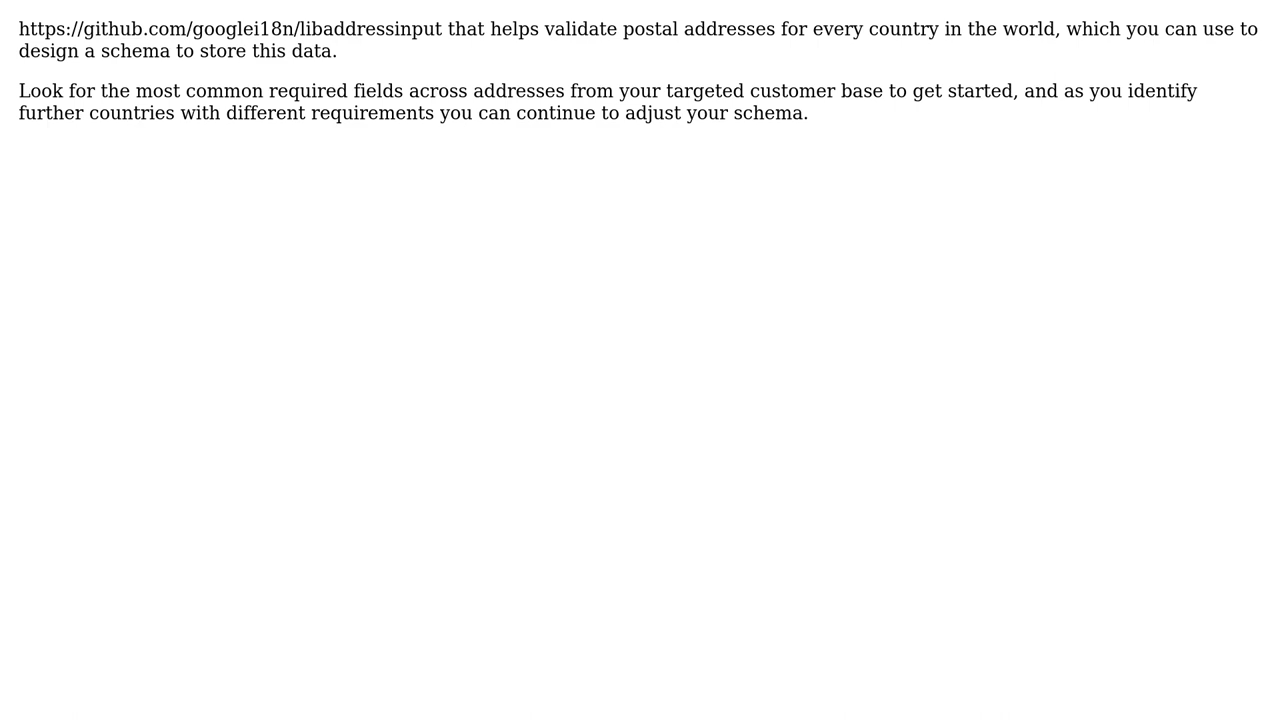 https://github.com/googlei18n/libaddressinput that helps validate postal addresses for every country in the world, which you can use to
design a schema to store this data.
Look for the most common required fields across addresses from your targeted customer base to get started, and as you identify
further countries with different requirements you can continue to adjust your schema.